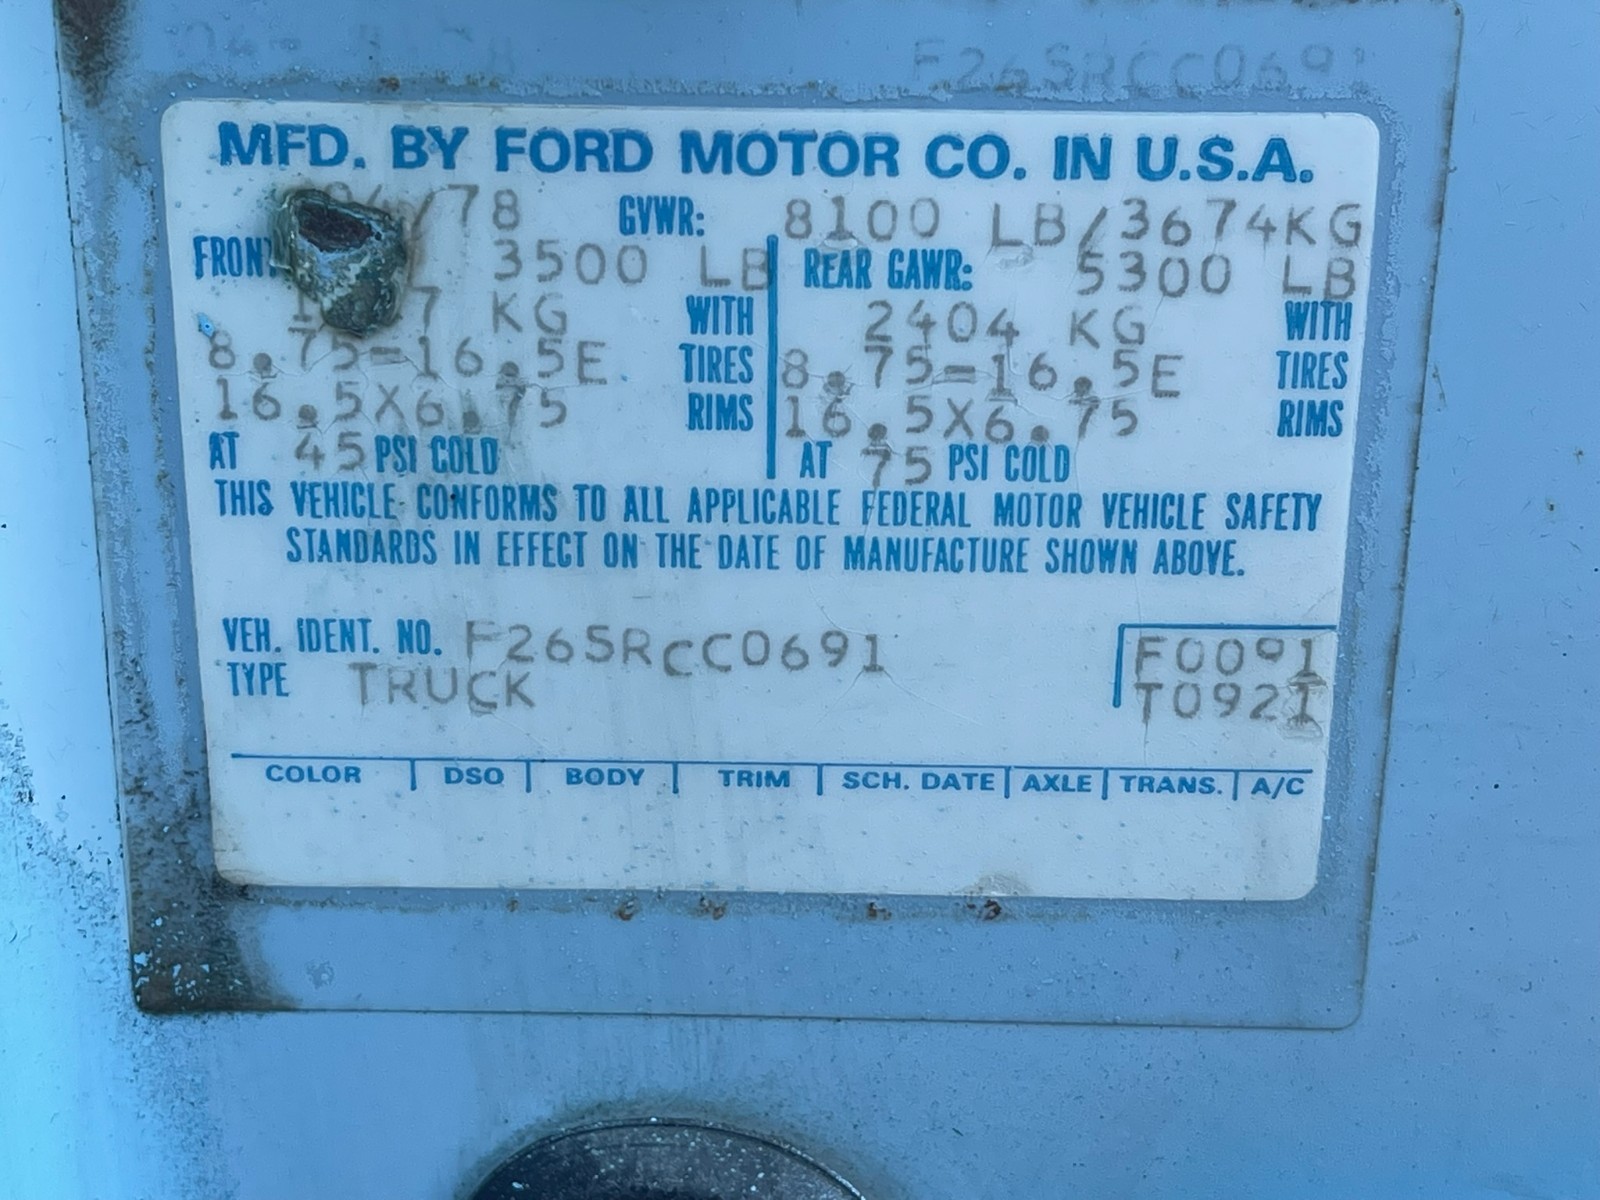 F26SRCC0691
MFD. BY FORD MOTOR CO. IN U.S.A.
04/78 GVWR: 8100 LB/3674KG
FRONT 3500 LB REAR GAWR: 5300 LB
KG WITH 2404 KG WITH
8.75-16.5E TIRES 8.75-16.5E TIRES
16.5X6.75 RIMS 16.5X6.75 RIMS
AT 45 PSI COLD AT 75 PSI COLD
THIS VEHICLE CONFORMS TO ALL APPLICABLE FEDERAL MOTOR VEHICLE SAFETY
STANDARDS IN EFFECT ON THE DATE OF MANUFACTURE SHOWN ABOVE.
VEH. IDENT. NO. F26SRCC0691 F0091
TYPE TRUCK T0921
COLOR DSO BODY TRIM SCH. DATE AXLE TRANS. A/C